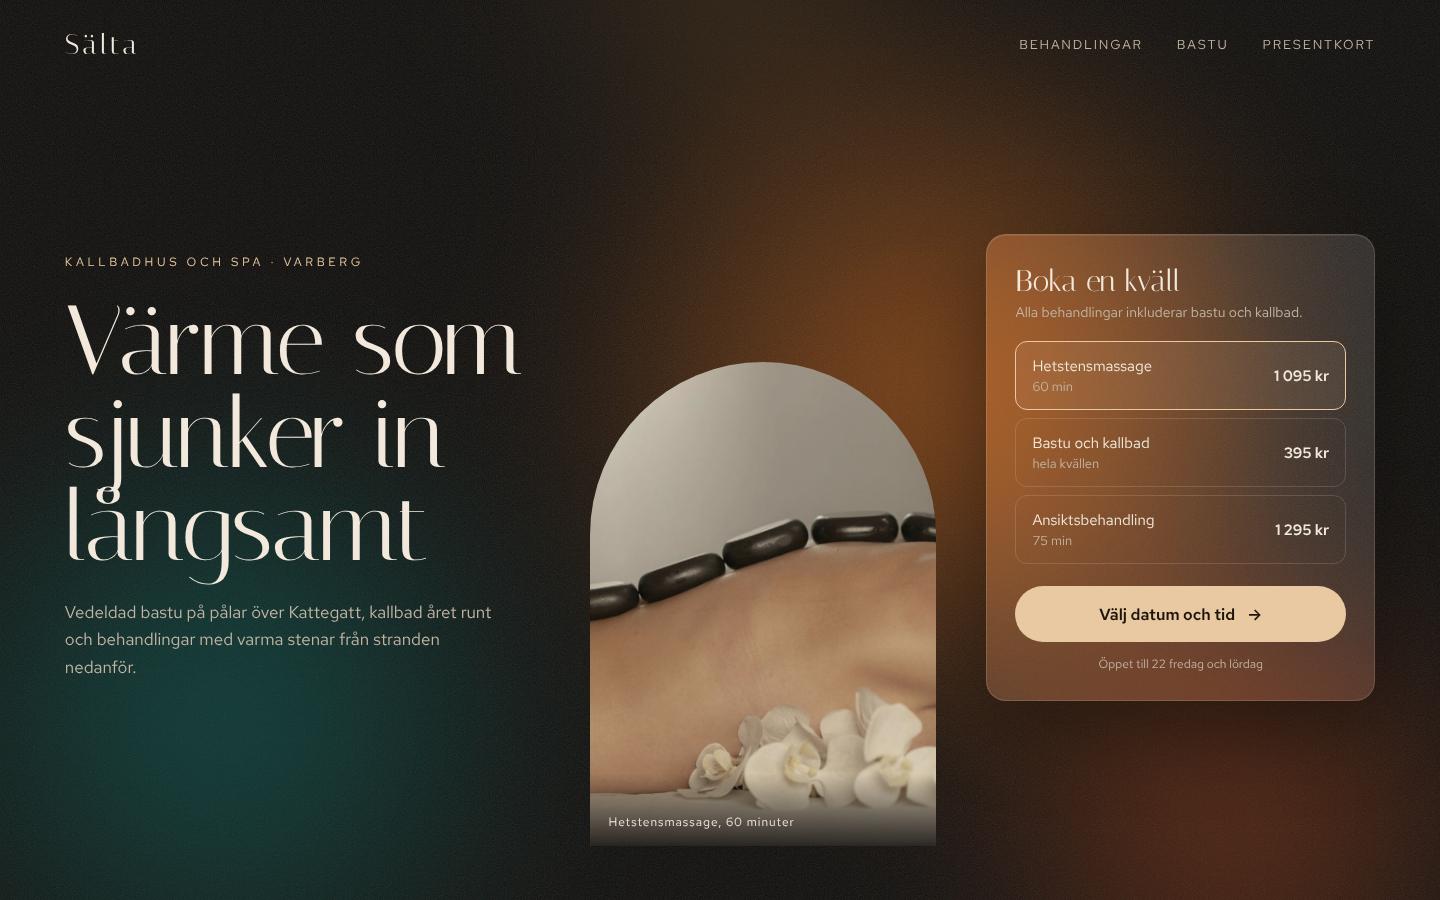 Sälta
BEHANDLINGAR
BASTU
PRESENTKORT
KALLBADHUS OCH SPA · VARBERG
Värme som
sjunker in
långsamt
Vedeldad bastu på pålar över Kattegatt, kallbad året runt
och behandlingar med varma stenar från stranden
nedanför.
Hetstensmassage, 60 minuter
Boka en kväll
Alla behandlingar inkluderar bastu och kallbad.
Hetstensmassage
60 min
1 095 kr
Bastu och kallbad
hela kvällen
395 kr
Ansiktsbehandling
75 min
1 295 kr
Välj datum och tid →
Öppet till 22 fredag och lördag